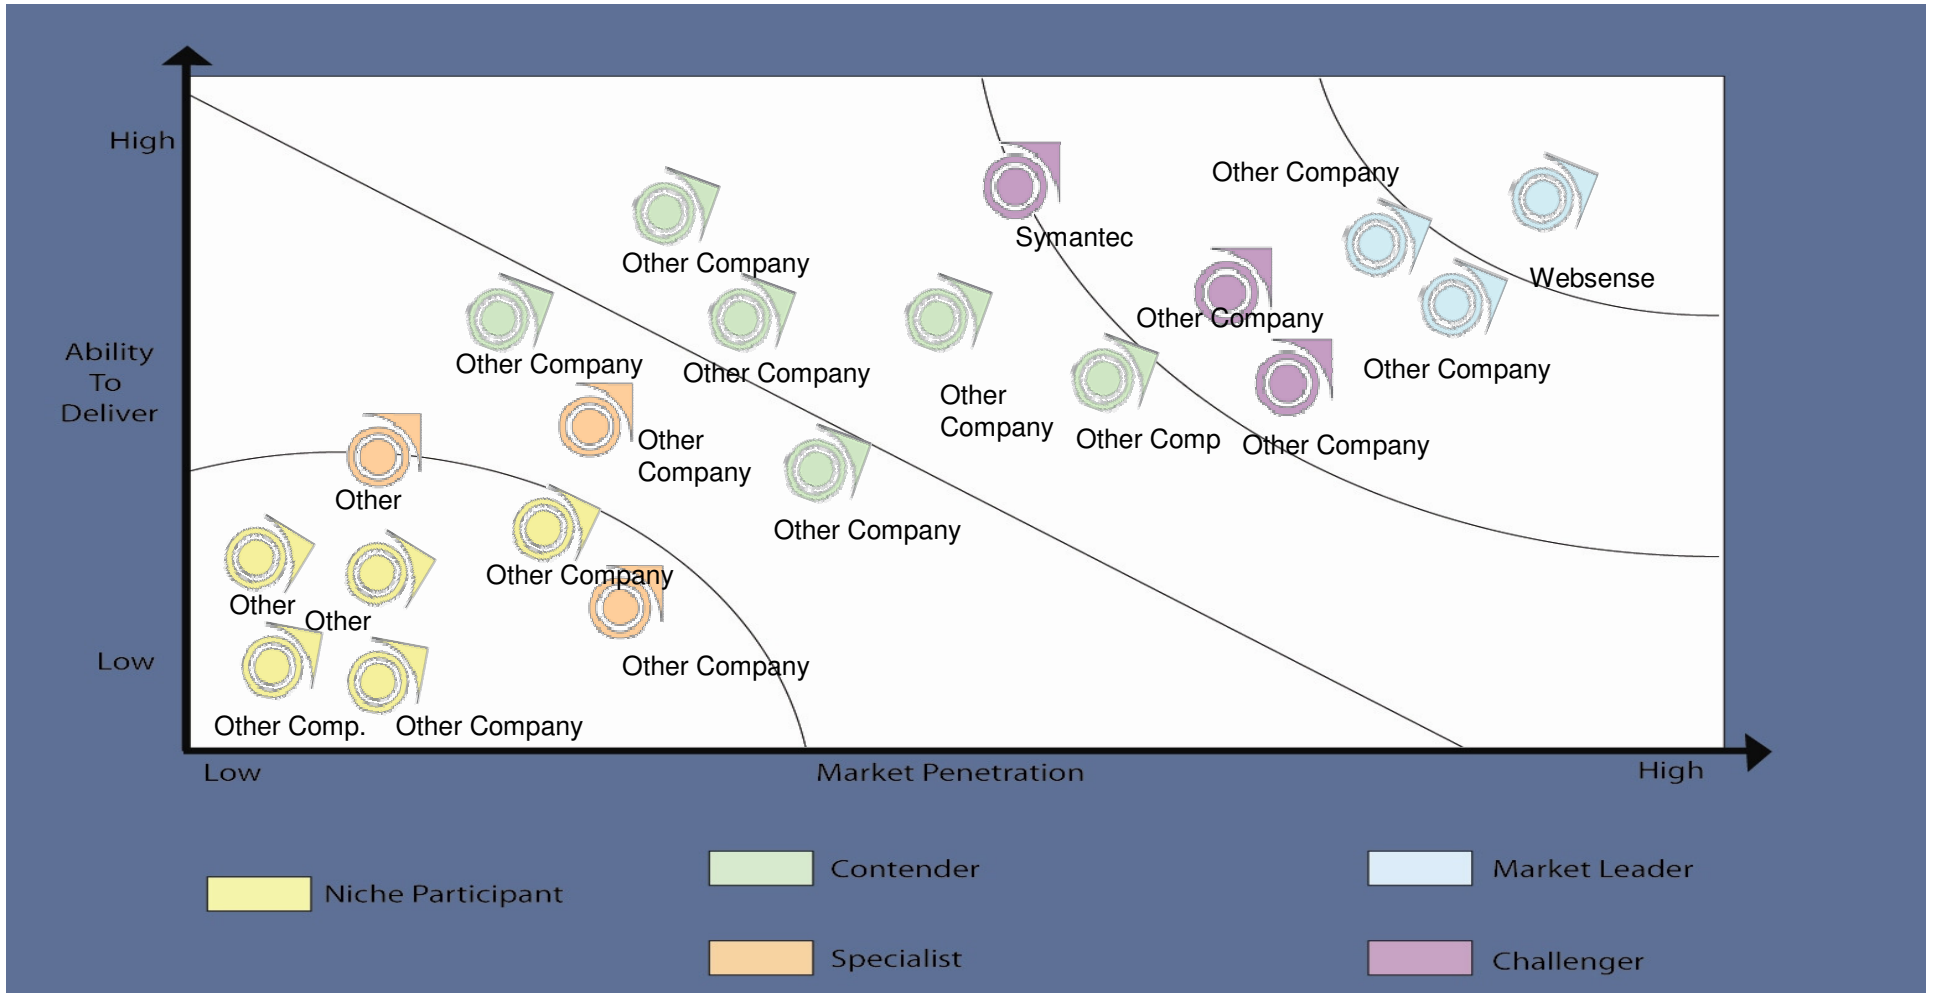 High
Other Company
Symantec
Other Company
Websense
Other Company
Ability
To
Deliver
Other Company
Other Company
Other Company
Other
Company
Other Comp
Other Company
Other Company
Other
Company
Other
Other Company
Other Company
Other
Other
Low
Other Company
Other Comp.
Other Company
Low
Market Penetration
High
Niche Participant
Contender
Market Leader
Specialist
Challenger